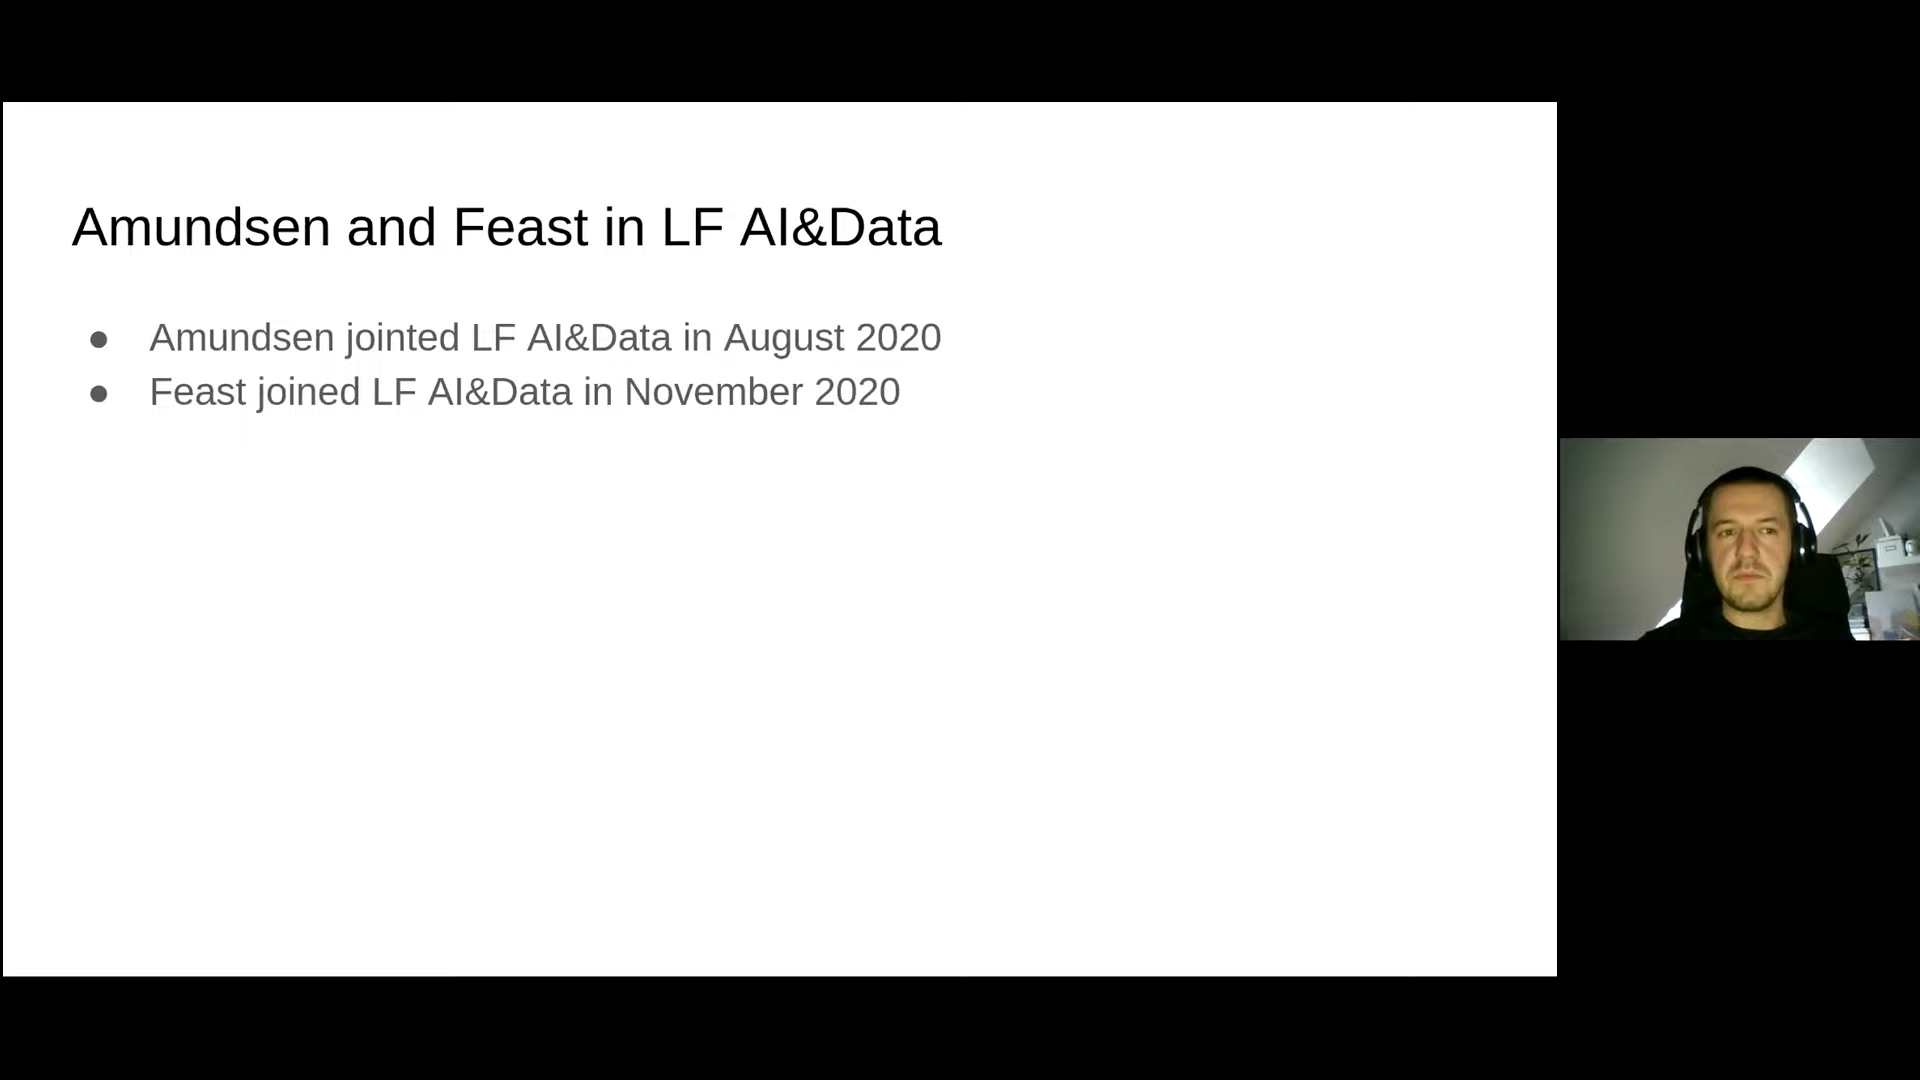 Amundsen and Feast in LF AI&Data
● Amundsen jointed LF AI&Data in August 2020
● Feast joined LF AI&Data in November 2020